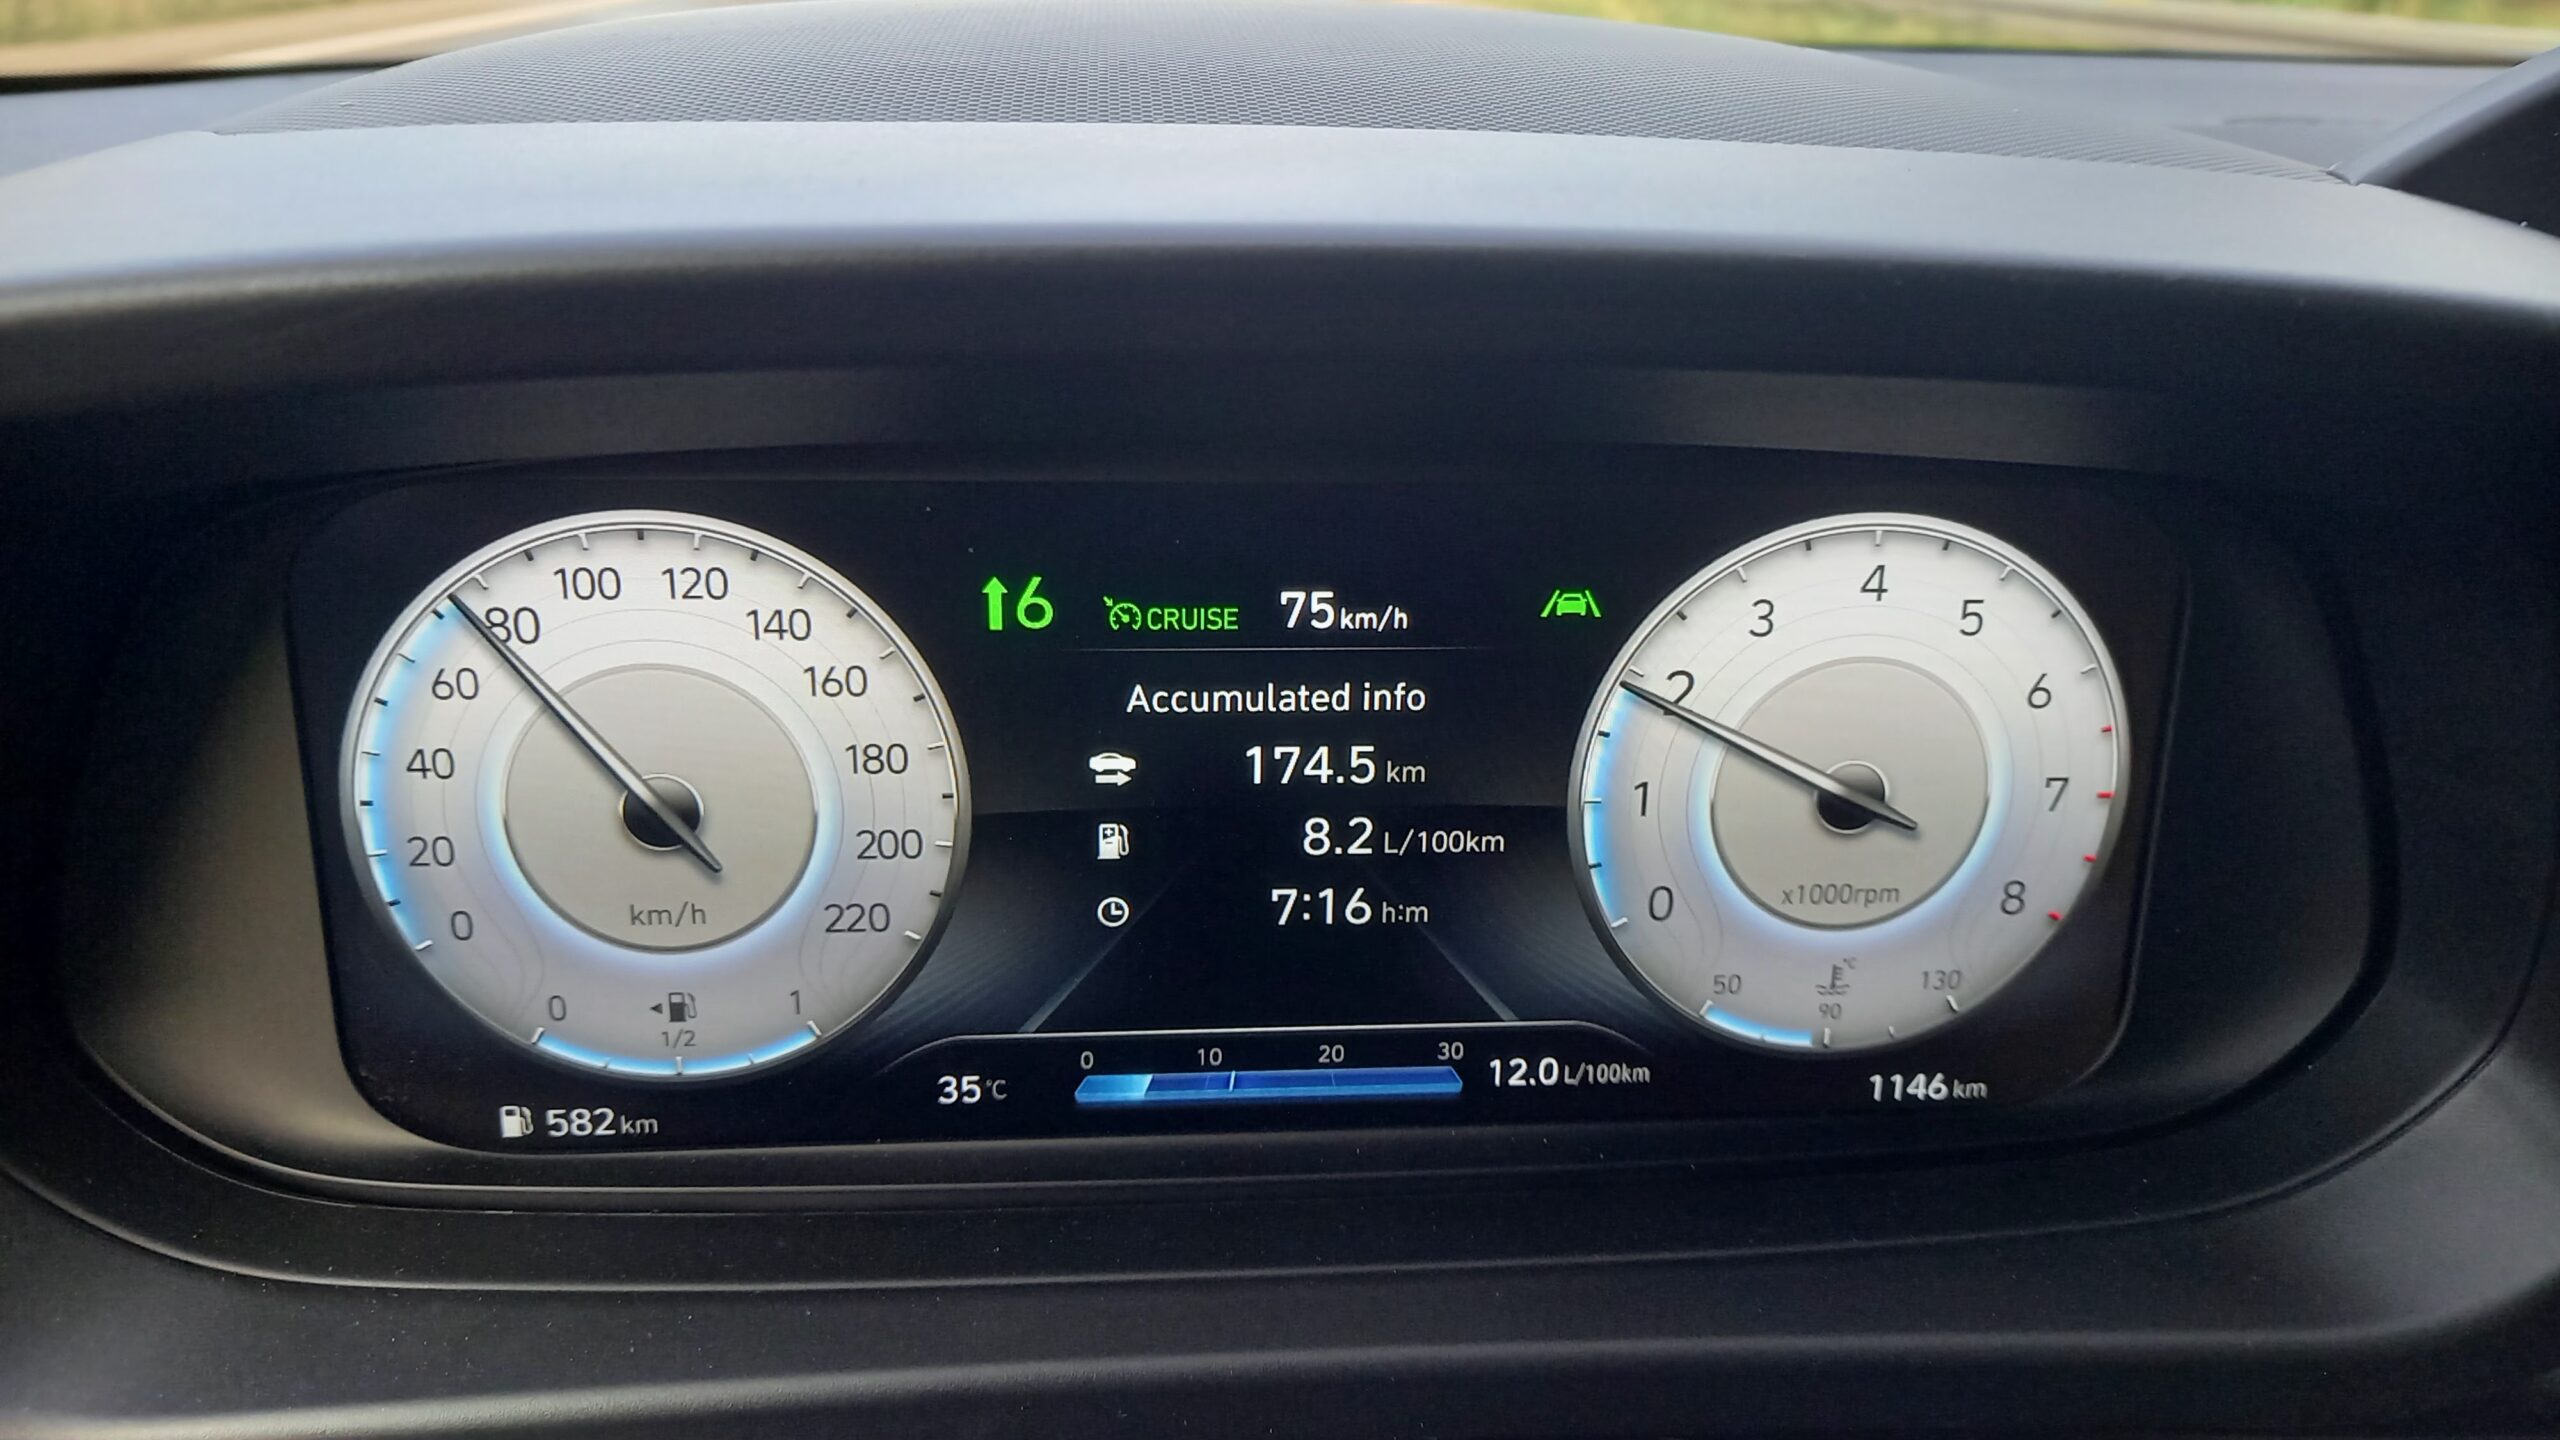 ↑6 CRUISE 75km/h
Accumulated info
174.5 km
8.2 L/100km
7:16 h:m
0
20
40
60
80
100
120
140
160
180
200
220
km/h
0 1/2 1
582 km
35°C
0 10 20 30
12.0 L/100km
0
1
2
3
4
5
6
7
8
x1000rpm
50 °C 130
90
1146 km